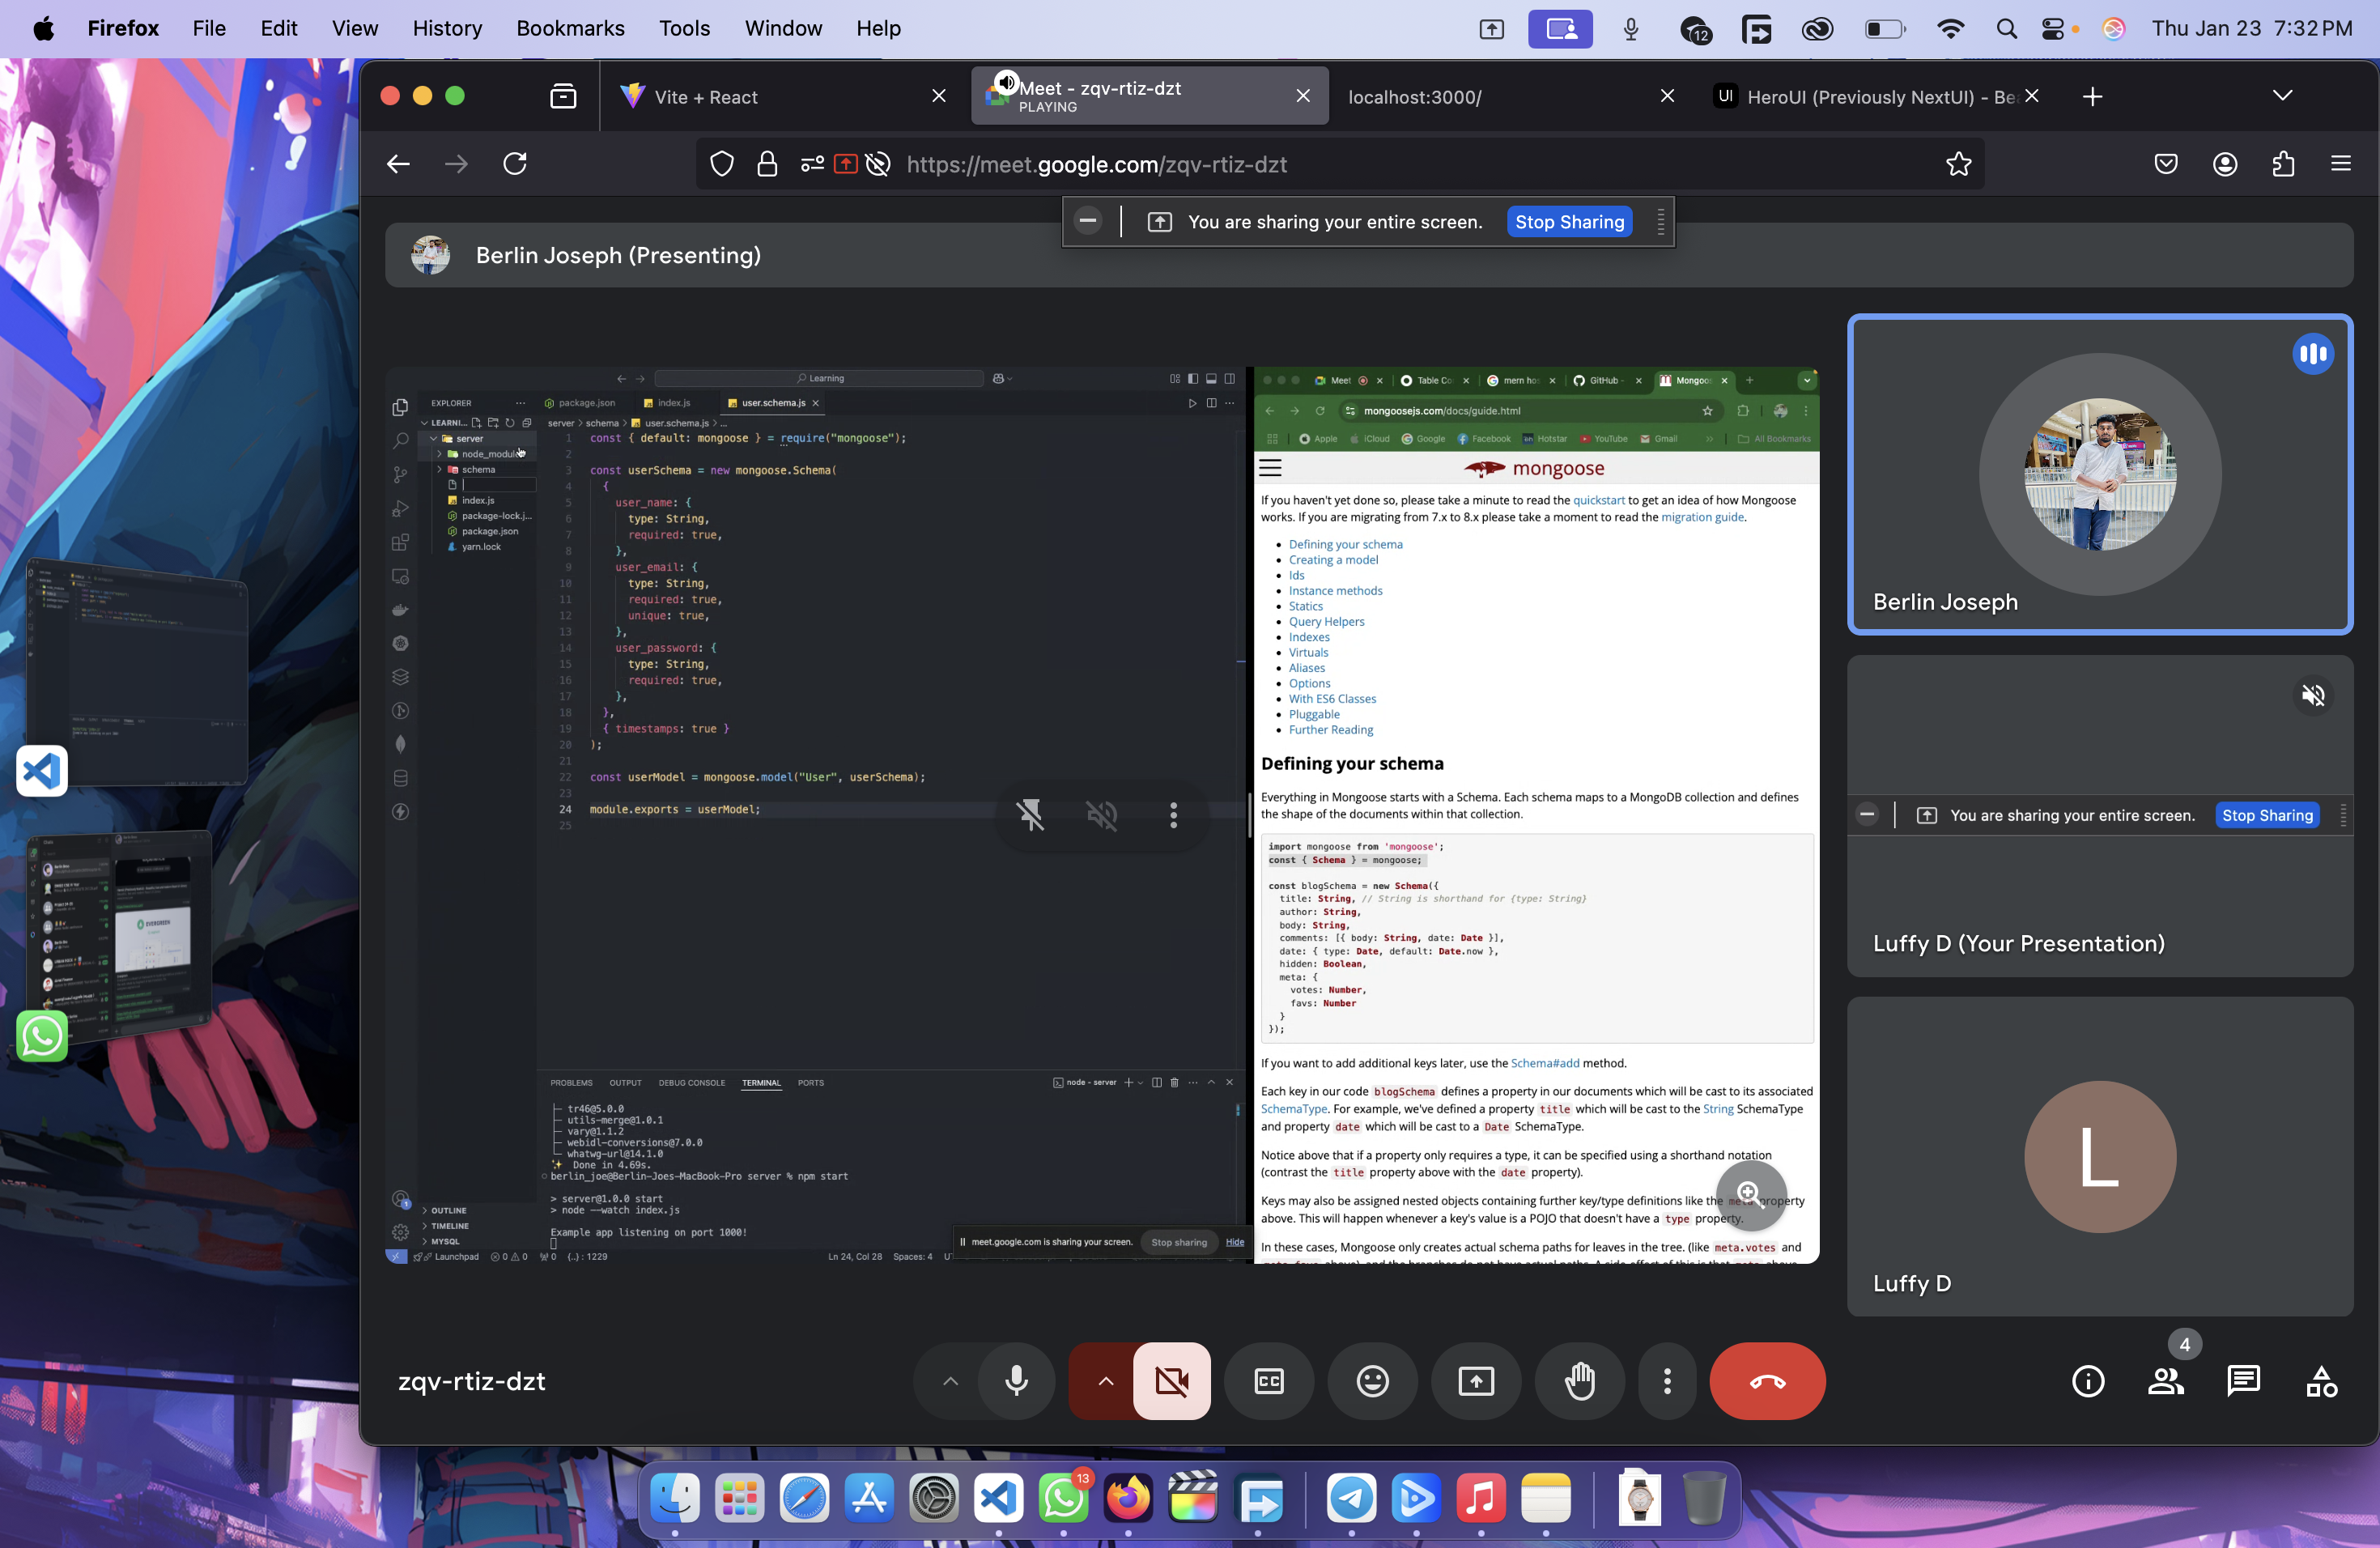 Firefox File Edit View History Bookmarks Tools Window Help
12
Thu Jan 23 7:32 PM
Vite + React
Meet - zqv-rtiz-dzt
PLAYING
localhost:3000/
UI HeroUI (Previously NextUI) - Be
https://meet.google.com/zqv-rtiz-dzt
You are sharing your entire screen. Stop Sharing
Berlin Joseph (Presenting)
Learning
EXPLORER
package.json
index.js
user.schema.js
LEARNI...
server > schema > user.schema.js > ...
server
node_modul
schema
index.js
package-lock.j...
package.json
yarn.lock
1 const { default: mongoose } = require("mongoose");
2
3 const userSchema = new mongoose.Schema(
4 {
5 user_name: {
6 type: String,
7 required: true,
8 },
9 user_email: {
10 type: String,
11 required: true,
12 unique: true,
13 },
14 user_password: {
15 type: String,
16 required: true,
17 },
18 },
19 { timestamps: true }
20 );
21
22 const userModel = mongoose.model("User", userSchema);
23
24 module.exports = userModel;
25
PROBLEMS OUTPUT DEBUG CONSOLE TERMINAL PORTS
node - server
├─ tr46@5.0.0
├─ utils-merge@1.0.1
├─ vary@1.1.2
├─ webidl-conversions@7.0.0
└─ whatwg-url@14.1.0
✨ Done in 4.69s.
berlin_joe@Berlin-Joes-MacBook-Pro server % npm start
> server@1.0.0 start
> node --watch index.js
Example app listening on port 1000!
OUTLINE
TIMELINE
MYSQL
Launchpad 0 0 0 {..} : 1229
Ln 24, Col 28 Spaces: 4
meet.google.com is sharing your screen. Stop sharing Hide
Meet
Table Co
mern ho
GitHub
Mongoos
mongoosejs.com/docs/guide.html
Apple iCloud Google Facebook Hotstar YouTube Gmail >> All Bookmarks
mongoose
If you haven't yet done so, please take a minute to read the quickstart to get an idea of how Mongoose
works. If you are migrating from 7.x to 8.x please take a moment to read the migration guide.
Defining your schema
Creating a model
Ids
Instance methods
Statics
Query Helpers
Indexes
Virtuals
Aliases
Options
With ES6 Classes
Pluggable
Further Reading
Defining your schema
Everything in Mongoose starts with a Schema. Each schema maps to a MongoDB collection and defines
the shape of the documents within that collection.
import mongoose from 'mongoose';
const { Schema } = mongoose;
const blogSchema = new Schema({
title: String, // String is shorthand for {type: String}
author: String,
body: String,
comments: [{ body: String, date: Date }],
date: { type: Date, default: Date.now },
hidden: Boolean,
meta: {
votes: Number,
favs: Number
}
});
If you want to add additional keys later, use the Schema#add method.
Each key in our code blogSchema defines a property in our documents which will be cast to its associated
SchemaType. For example, we've defined a property title which will be cast to the String SchemaType
and property date which will be cast to a Date SchemaType.
Notice above that if a property only requires a type, it can be specified using a shorthand notation
(contrast the title property above with the date property).
Keys may also be assigned nested objects containing further key/type definitions like the meta property
above. This will happen whenever a key's value is a POJO that doesn't have a type property.
In these cases, Mongoose only creates actual schema paths for leaves in the tree. (like meta.votes and
Berlin Joseph
You are sharing your entire screen. Stop Sharing
Luffy D (Your Presentation)
L
Luffy D
zqv-rtiz-dzt
CC
4
13